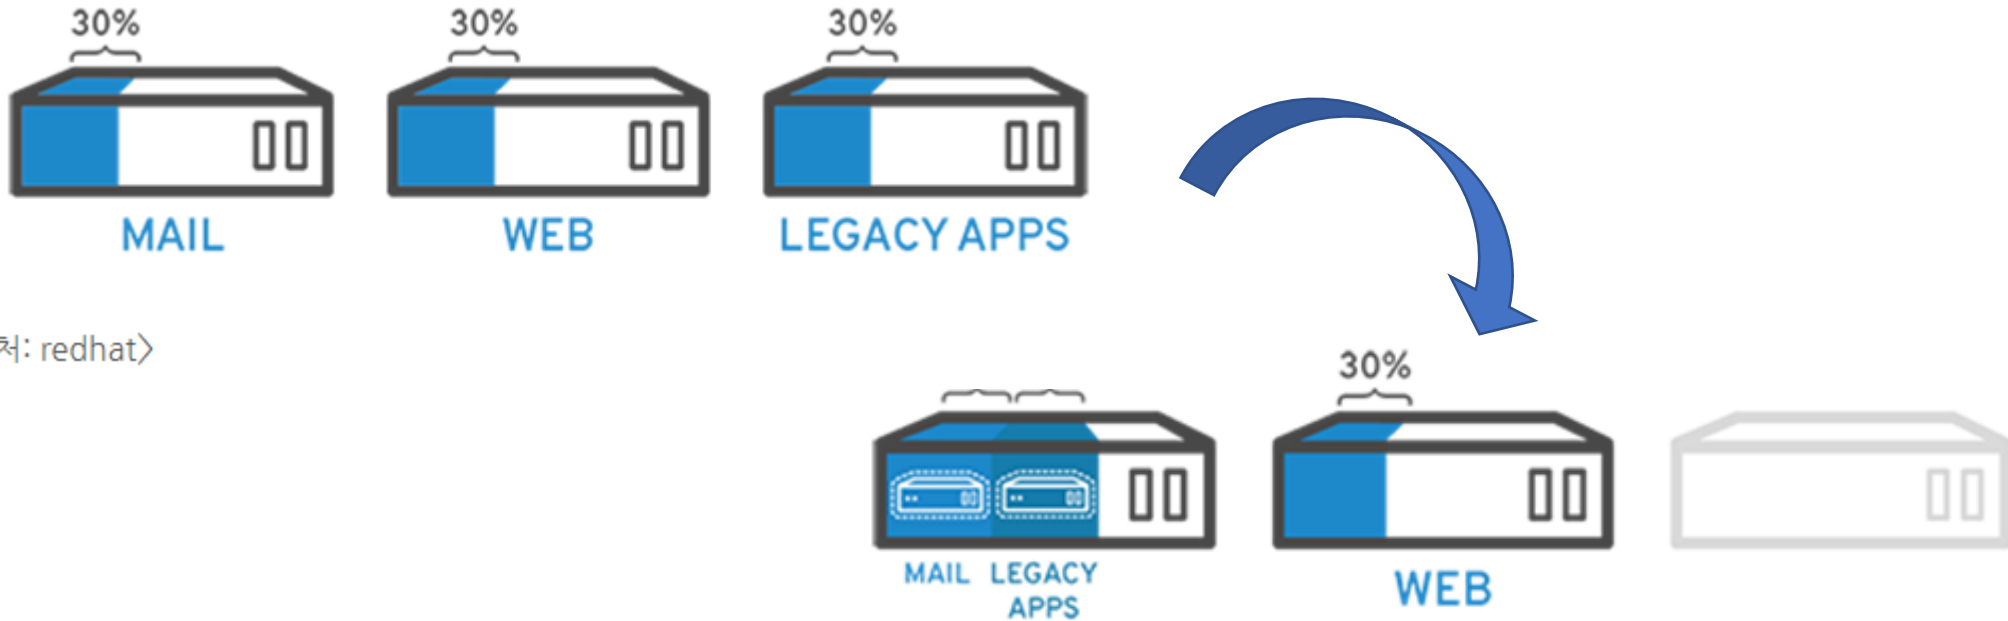 30% 30% 30%
MAIL WEB LEGACY APPS
처: redhat>
30%
MAIL LEGACY
APPS
WEB